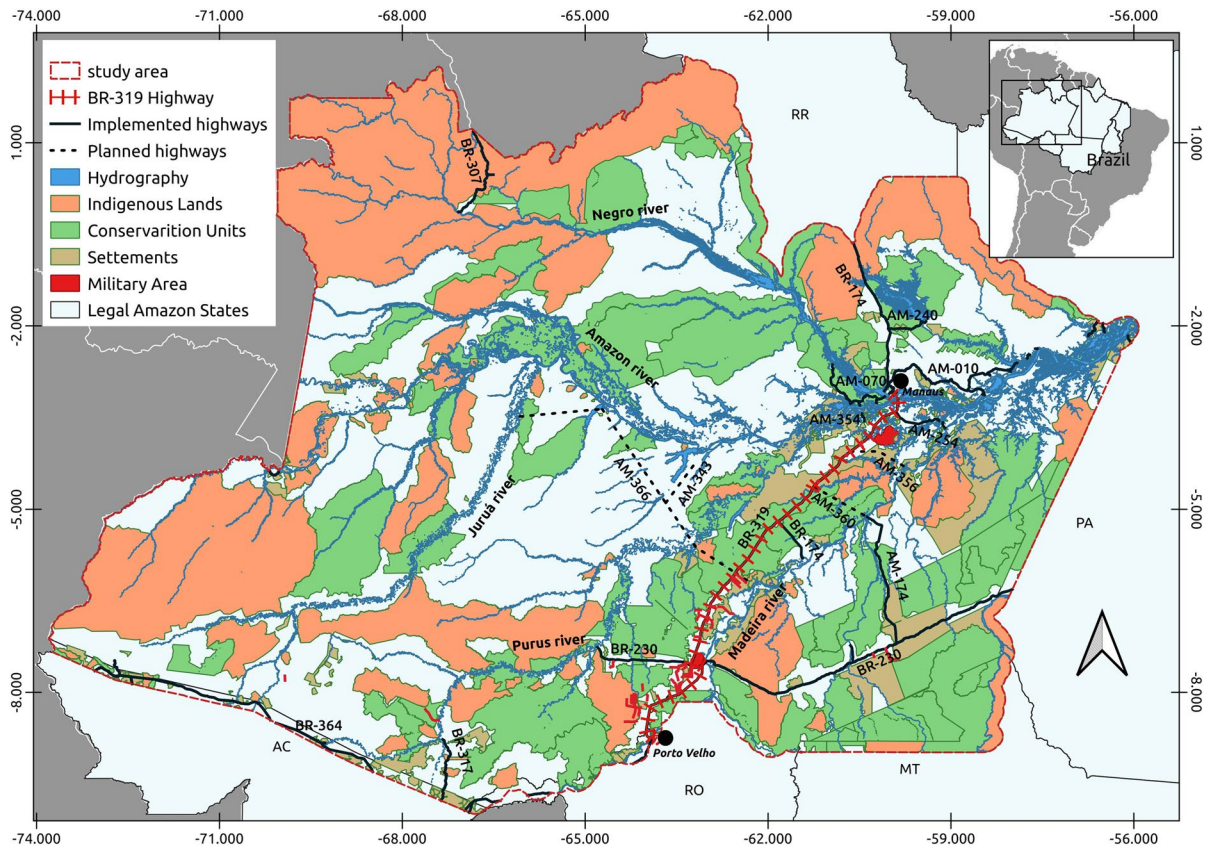 -74.000 -71.000 -68.000 -65.000 -62.000 -59.000 -56.000
study area
BR-319 Highway
Implemented highways
Planned highways
Hydrography
Indigenous Lands
Conservarition Units
Settements
Military Area
Legal Amazon States
Brazil
RR
1.000
1.000
BR-307
Negro river
BR-174
AM-240
-2.000
-2.000
Amazon river
AM-010
AM-070
Manaus
AM-354
AM-254
AM-356
AM-366
AM-343
Juruá river
AM-360
-5.000
-5.000
PA
BR-319
BR-174
AM-174
Madeira river
Purus river
BR-230
BR-230
-8.000
-8.000
BR-364
AC
BR-317
Porto Velho
MT
RO
-74.000 -71.000 -68.000 -65.000 -62.000 -59.000 -56.000